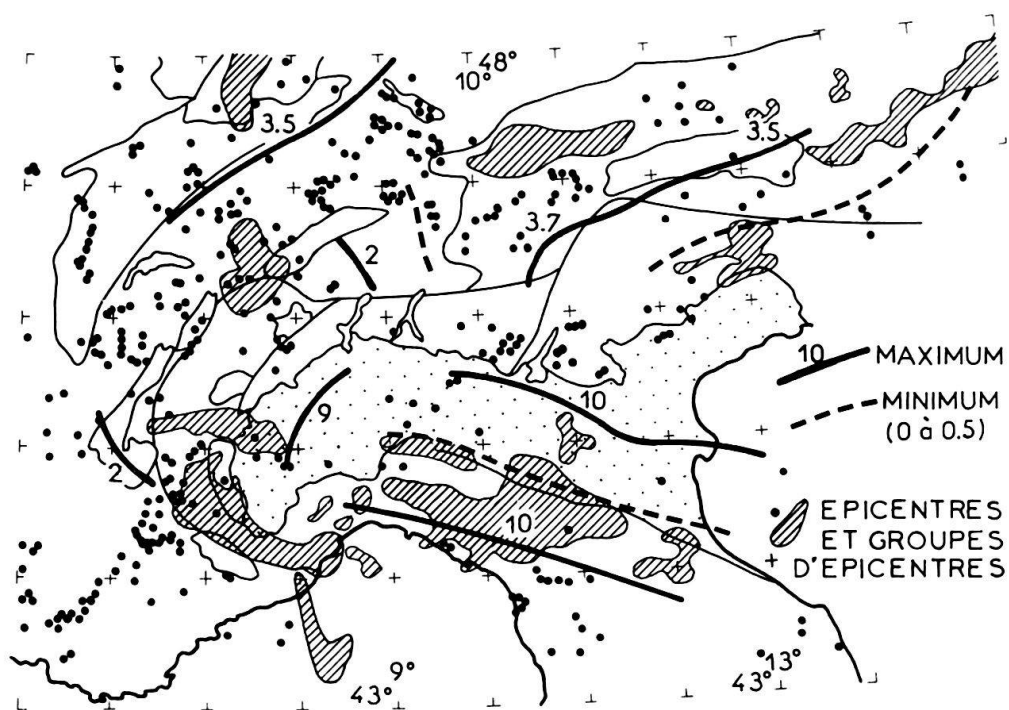 48°
10°
3.5
3.5
3.7
2
10
MAXIMUM
MINIMUM
(0 à 0.5)
9
10
2
10
EPICENTRES
ET GROUPES
D'EPICENTRES
9°
43°
13°
43°